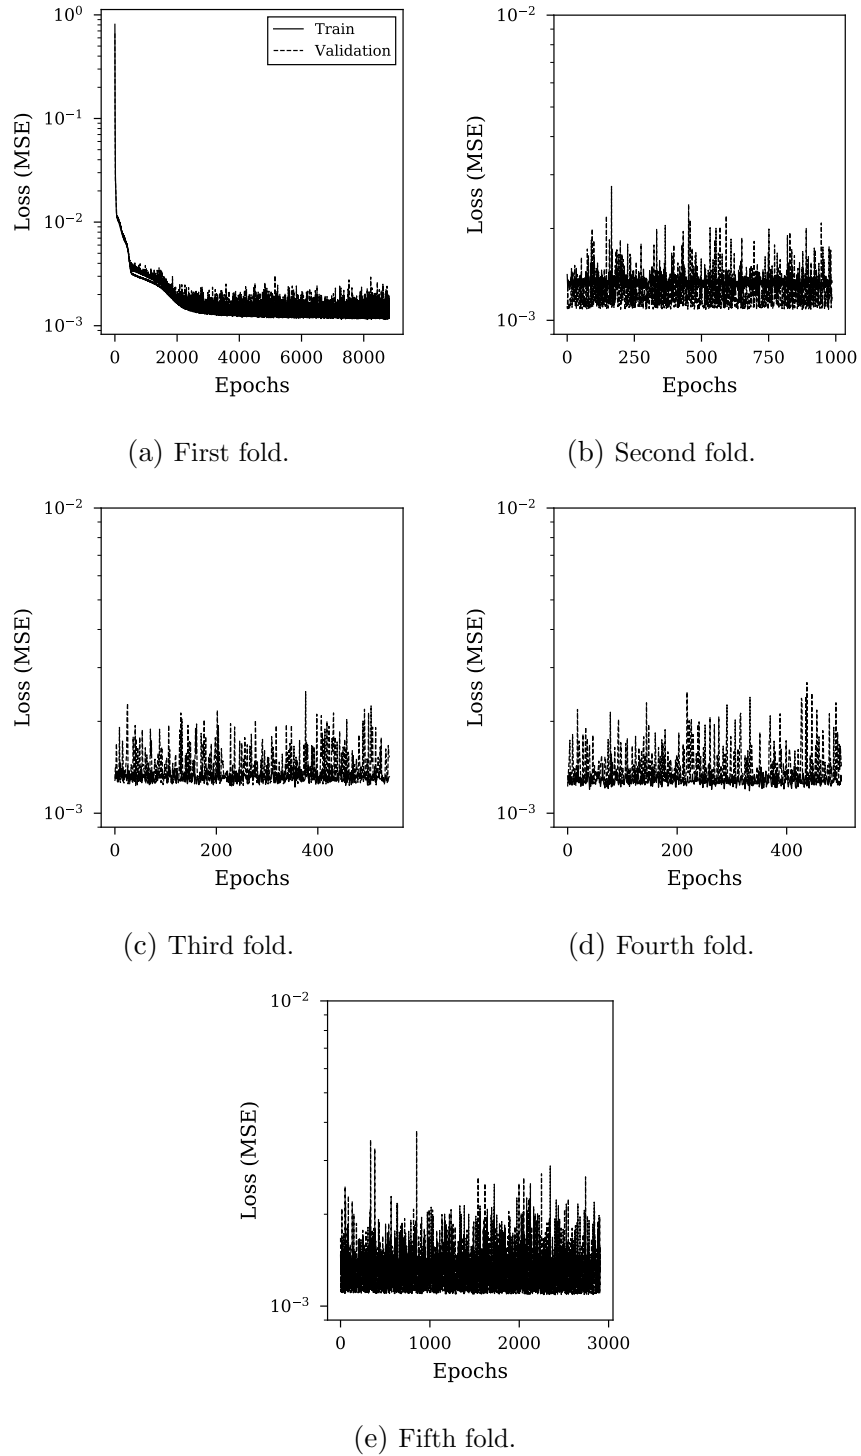 10⁰
10⁻¹
10⁻²
10⁻³
Loss (MSE)
Train
Validation
0
2000
4000
6000
8000
Epochs
(a) First fold.
10⁻²
10⁻³
Loss (MSE)
0
250
500
750
1000
Epochs
(b) Second fold.
10⁻²
10⁻³
Loss (MSE)
0
200
400
Epochs
(c) Third fold.
10⁻²
10⁻³
Loss (MSE)
0
200
400
Epochs
(d) Fourth fold.
10⁻²
10⁻³
Loss (MSE)
0
1000
2000
3000
Epochs
(e) Fifth fold.